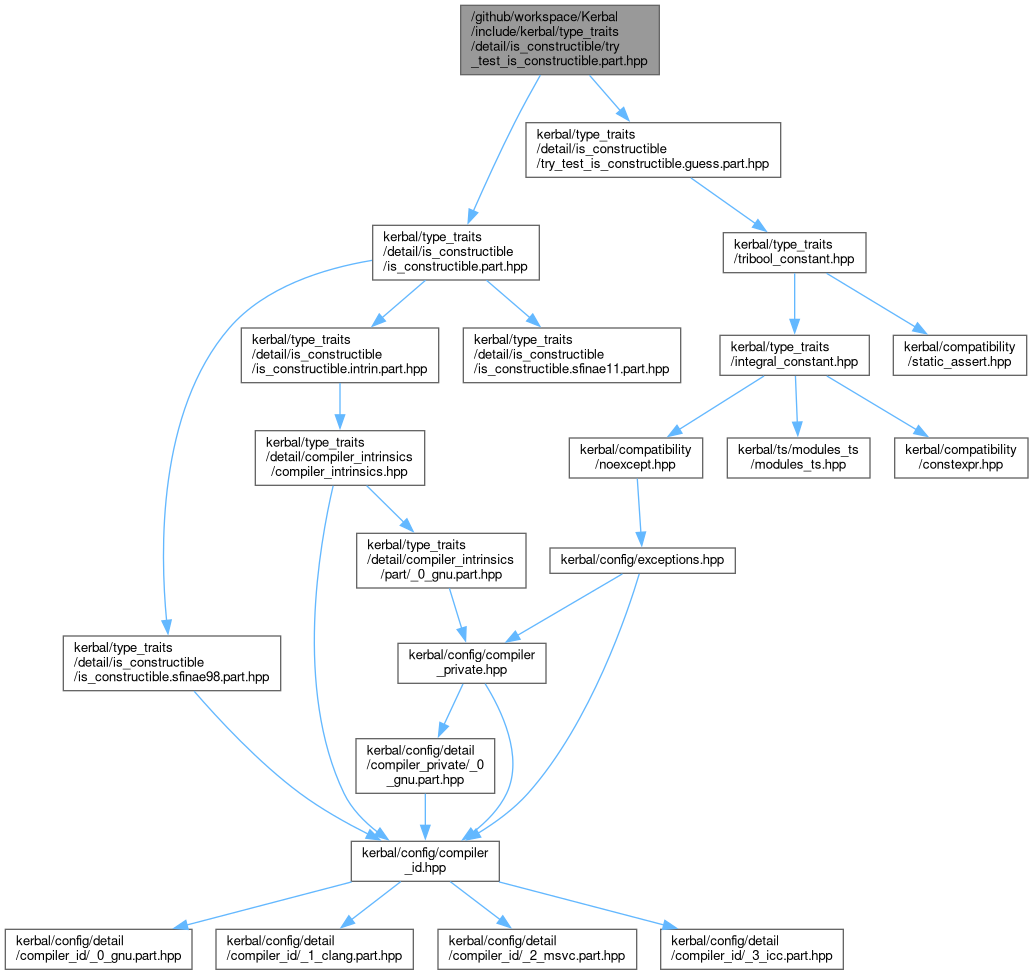 /github/workspace/Kerbal
/include/kerbal/type_traits
/detail/is_constructible/try
_test_is_constructible.part.hpp
kerbal/type_traits
/detail/is_constructible
/try_test_is_constructible.guess.part.hpp
kerbal/type_traits
/detail/is_constructible
/is_constructible.part.hpp
kerbal/type_traits
/tribool_constant.hpp
kerbal/type_traits
/detail/is_constructible
/is_constructible.intrin.part.hpp
kerbal/type_traits
/detail/is_constructible
/is_constructible.sfinae11.part.hpp
kerbal/type_traits
/integral_constant.hpp
kerbal/compatibility
/static_assert.hpp
kerbal/type_traits
/detail/compiler_intrinsics
/compiler_intrinsics.hpp
kerbal/compatibility
/noexcept.hpp
kerbal/ts/modules_ts
/modules_ts.hpp
kerbal/compatibility
/constexpr.hpp
kerbal/type_traits
/detail/compiler_intrinsics
/part/_0_gnu.part.hpp
kerbal/config/exceptions.hpp
kerbal/type_traits
/detail/is_constructible
/is_constructible.sfinae98.part.hpp
kerbal/config/compiler
_private.hpp
kerbal/config/detail
/compiler_private/_0
_gnu.part.hpp
kerbal/config/compiler
_id.hpp
kerbal/config/detail
/compiler_id/_0_gnu.part.hpp
kerbal/config/detail
/compiler_id/_1_clang.part.hpp
kerbal/config/detail
/compiler_id/_2_msvc.part.hpp
kerbal/config/detail
/compiler_id/_3_icc.part.hpp